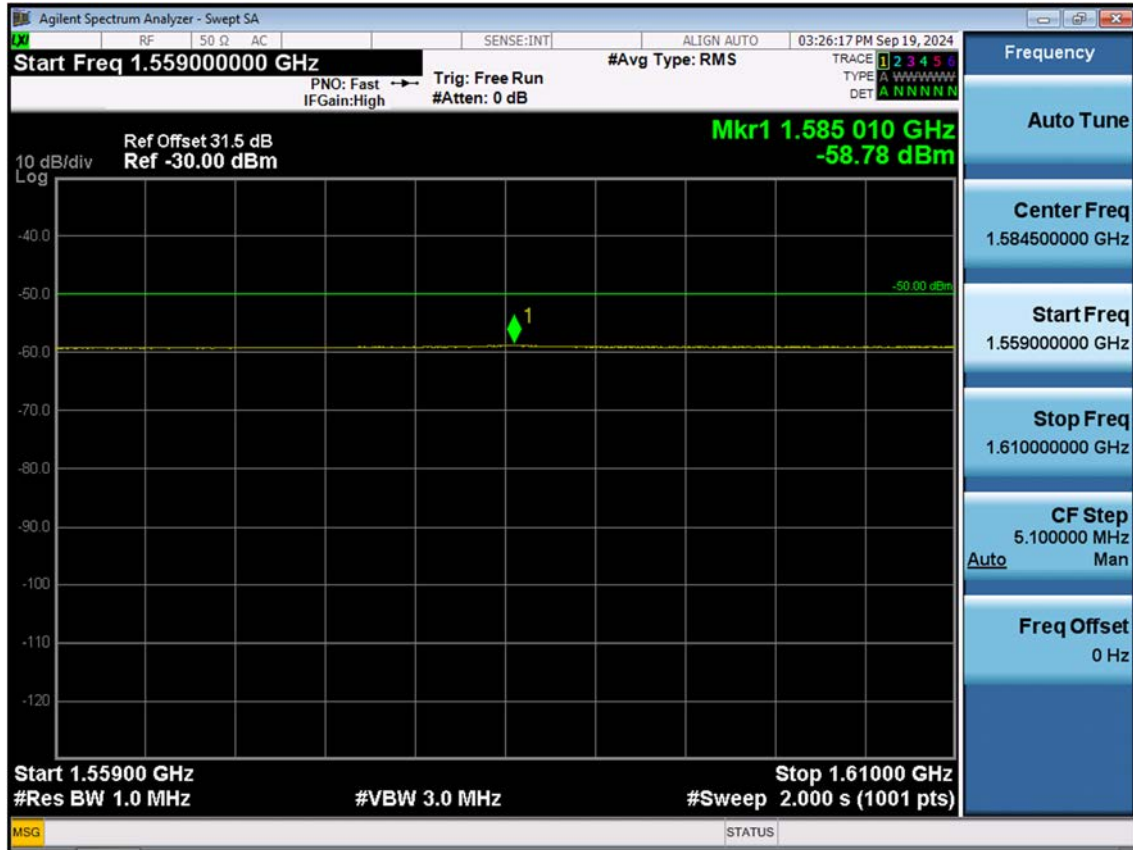 Agilent Spectrum Analyzer - Swept SA
LXI RF 50 Ω AC SENSE:INT ALIGN AUTO 03:26:17 PM Sep 19, 2024
Start Freq 1.559000000 GHz
PNO: Fast
IFGain:High
Trig: Free Run
#Atten: 0 dB
#Avg Type: RMS
TRACE 1 2 3 4 5 6
TYPE A WWWWW
DET A N N N N N
Ref Offset 31.5 dB
10 dB/div Ref -30.00 dBm
Log
Mkr1 1.585 010 GHz
-58.78 dBm
-40.0
-50.0
-50.00 dBm
1
-60.0
-70.0
-80.0
-90.0
-100
-110
-120
Start 1.55900 GHz
Stop 1.61000 GHz
#Res BW 1.0 MHz
#VBW 3.0 MHz
#Sweep 2.000 s (1001 pts)
MSG
STATUS
Frequency
Auto Tune
Center Freq
1.584500000 GHz
Start Freq
1.559000000 GHz
Stop Freq
1.610000000 GHz
CF Step
5.100000 MHz
Auto Man
Freq Offset
0 Hz